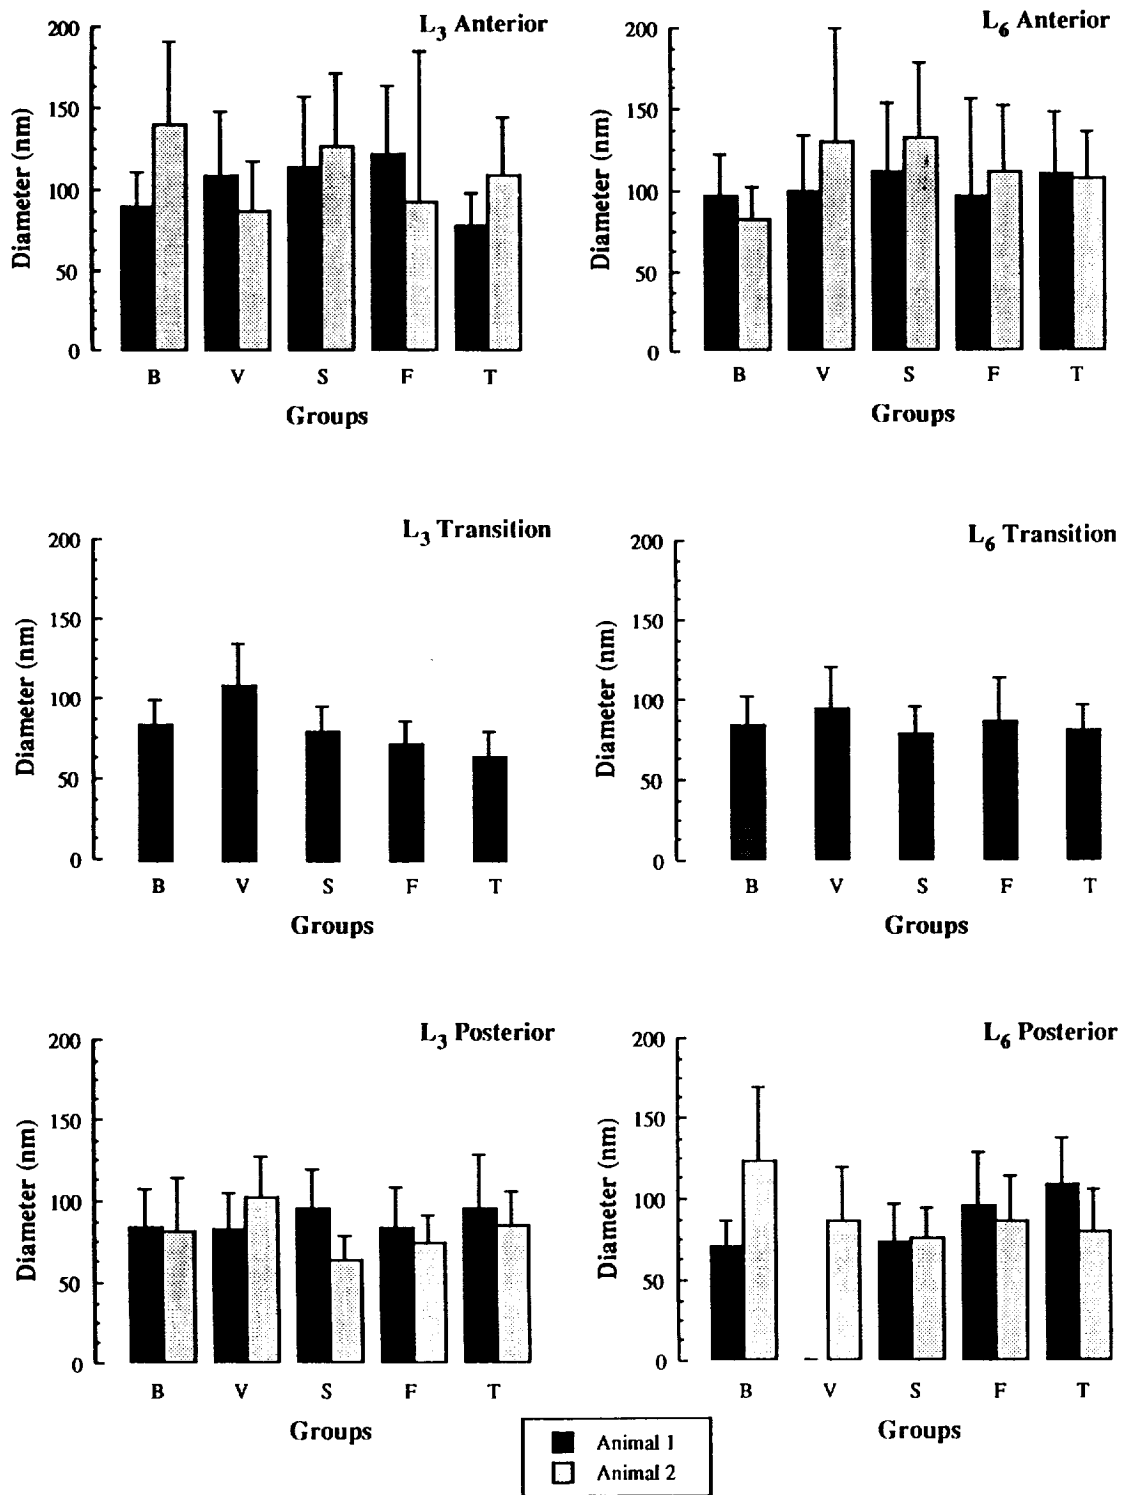 L3 Anterior
200
150
100
50
0
Diameter (nm)
B V S F T
Groups
L6 Anterior
200
150
100
50
0
Diameter (nm)
B V S F T
Groups
L3 Transition
200
150
100
50
0
Diameter (nm)
B V S F T
Groups
L6 Transition
200
150
100
50
0
Diameter (nm)
B V S F T
Groups
L3 Posterior
200
150
100
50
0
Diameter (nm)
B V S F T
Groups
L6 Posterior
200
150
100
50
0
Diameter (nm)
B V S F T
Groups
Animal 1
Animal 2